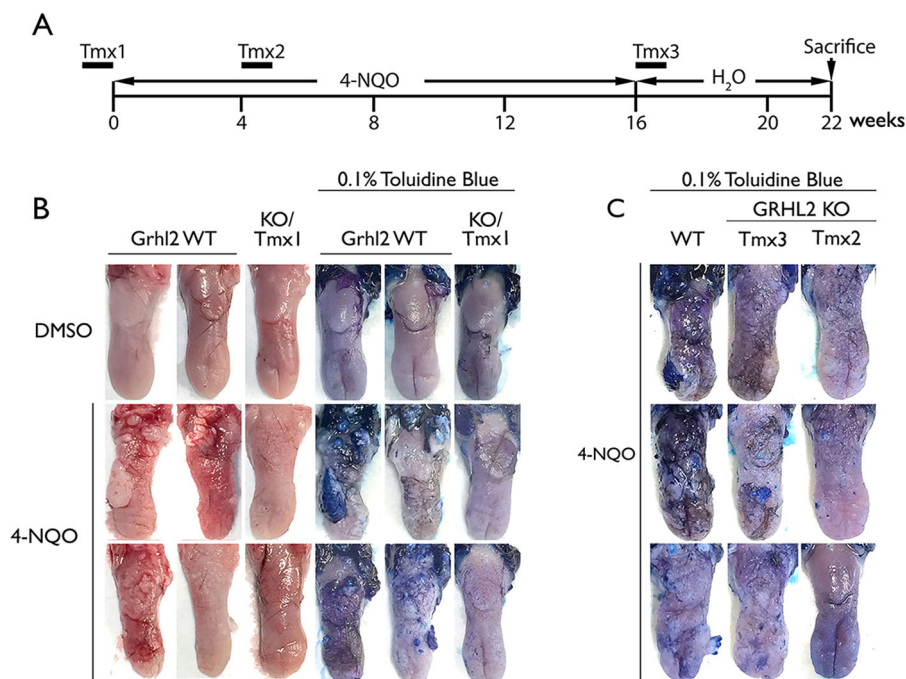 A
Tmx1 Tmx2 Tmx3 Sacrifice
4-NQO H₂O
0 4 8 12 16 20 22 weeks
B
0.1% Toluidine Blue
Grhl2 WT KO/ Tmx1 Grhl2 WT KO/ Tmx1
DMSO
4-NQO
C
0.1% Toluidine Blue
GRHL2 KO
WT Tmx3 Tmx2
4-NQO